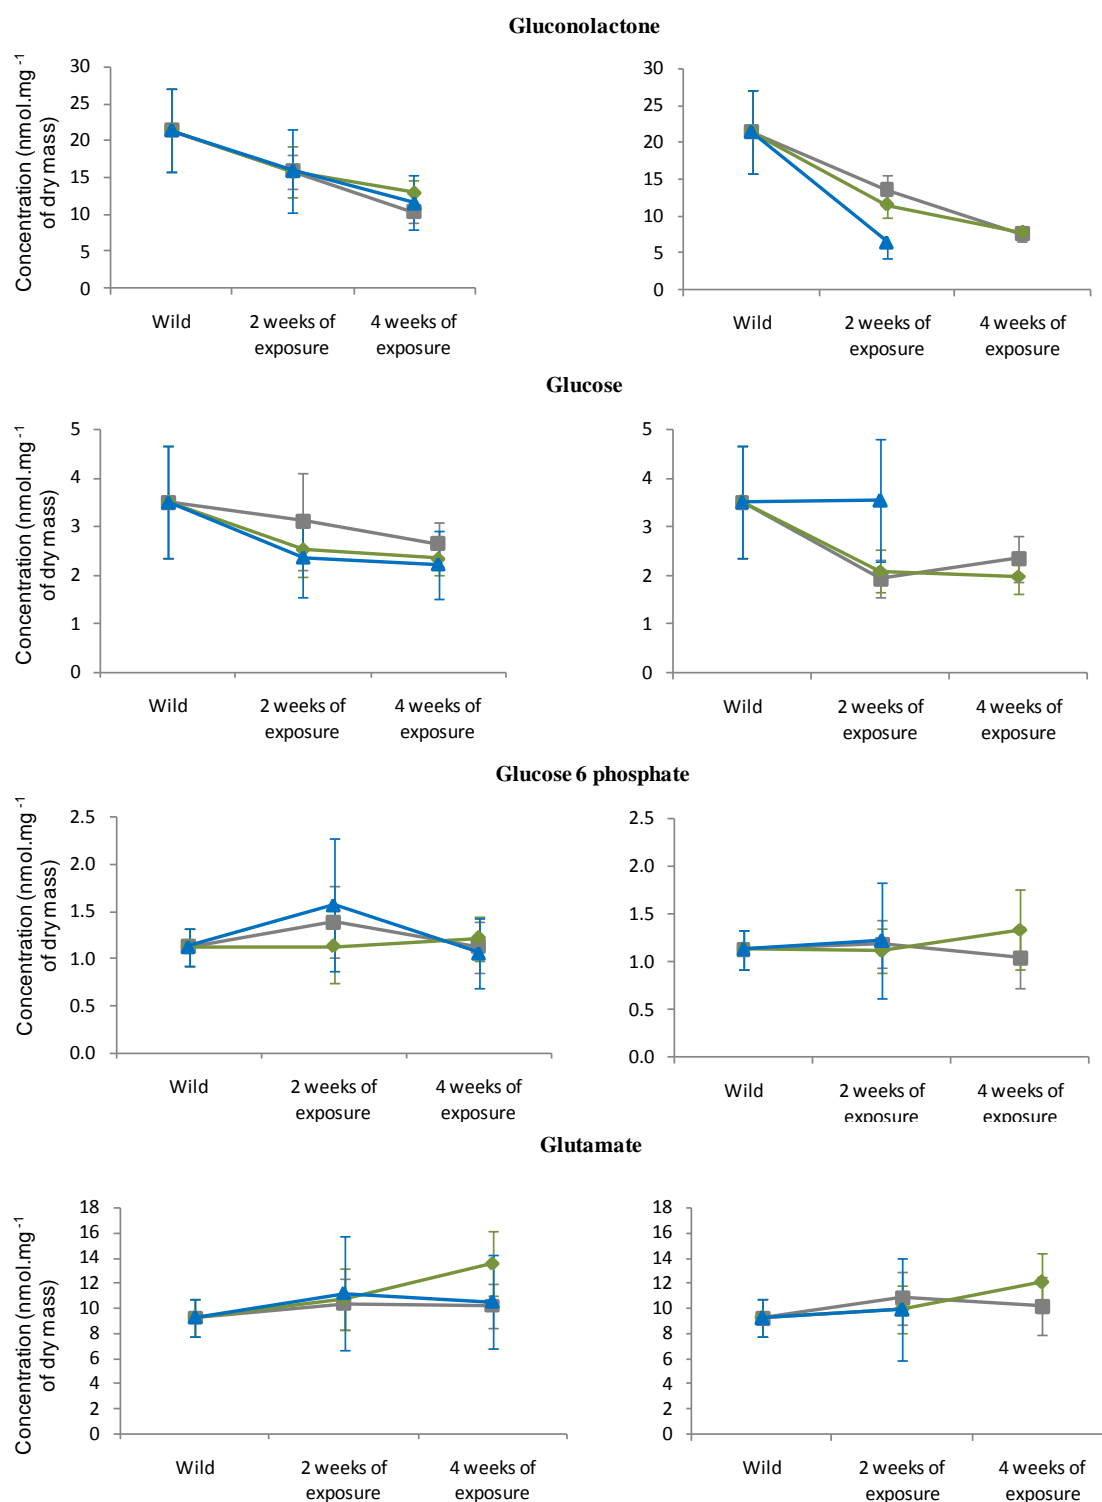 Gluconolactone
Concentration (nmol.mg⁻¹
of dry mass)
30
25
20
15
10
5
0
Wild
2 weeks of
exposure
4 weeks of
exposure
30
25
20
15
10
5
0
Wild
2 weeks of
exposure
4 weeks of
exposure
Glucose
Concentration (nmol.mg⁻¹
of dry mass)
5
4
3
2
1
0
Wild
2 weeks of
exposure
4 weeks of
exposure
5
4
3
2
1
0
Wild
2 weeks of
exposure
4 weeks of
exposure
Glucose 6 phosphate
Concentration (nmol.mg⁻¹
of dry mass)
2.5
2.0
1.5
1.0
0.5
0.0
Wild
2 weeks of
exposure
4 weeks of
exposure
2.5
2.0
1.5
1.0
0.5
0.0
Wild
2 weeks of
exposure
4 weeks of
exposure
Glutamate
Concentration (nmol.mg⁻¹
of dry mass)
18
16
14
12
10
8
6
4
2
0
Wild
2 weeks of
exposure
4 weeks of
exposure
18
16
14
12
10
8
6
4
2
0
Wild
2 weeks of
exposure
4 weeks of
exposure